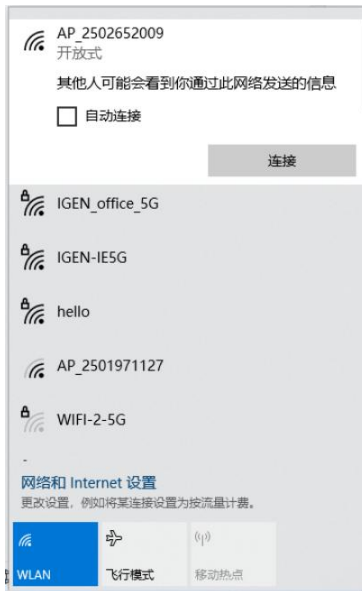 AP_2502652009
开放式
其他人可能会看到你通过此网络发送的信息
自动连接
连接
IGEN_office_5G
IGEN-IE5G
hello
AP_2501971127
WIFI-2-5G
网络和 Internet 设置
更改设置，例如将某连接设置为按流量计费。
WLAN
飞行模式
移动热点